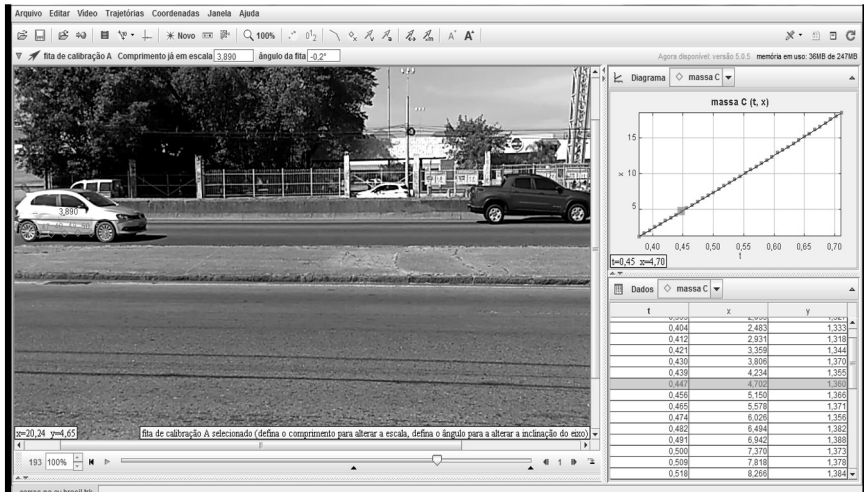 Arquivo Editar Vídeo Trajetórias Coordenadas Janela Ajuda
Novo 100%
fita de calibração A Comprimento já em escala 3,890 ângulo da fita -0,2°
Agora disponível: versão 5.0.5 memória em uso: 36MB de 247MB
3,890
x=20,24 y=4,65
fita de calibração A selecionado (defina o comprimento para alterar a escala, defina o ângulo para a alterar a inclinação do eixo)
193 100% 1
Diagrama massa C
massa C (t, x)
15
x 10
5
0,40 0,45 0,50 0,55 0,60 0,65 0,70
t
t=0,45 x=4,70
Dados massa C
t x y
0,404 2,483 1,333
0,412 2,931 1,318
0,421 3,359 1,344
0,430 3,806 1,370
0,439 4,234 1,355
0,447 4,702 1,360
0,456 5,150 1,366
0,465 5,578 1,371
0,474 6,026 1,356
0,482 6,494 1,382
0,491 6,942 1,388
0,500 7,370 1,373
0,509 7,818 1,378
0,518 8,266 1,384